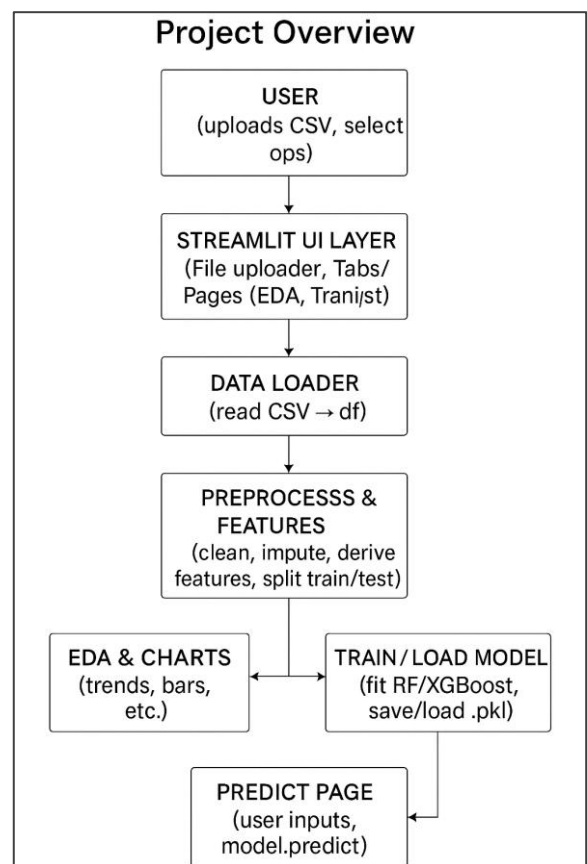 Project Overview
USER
(uploads CSV, select
ops)
STREAMLIT UI LAYER
(File uploader, Tabs/
Pages (EDA, Trani/st)
DATA LOADER
(read CSV → df)
PREPROCESSS &
FEATURES
(clean, impute, derive
features, split train/test)
EDA & CHARTS
(trends, bars,
etc.)
TRAIN / LOAD MODEL
(fit RF/XGBoost,
save/load .pkl)
PREDICT PAGE
(user inputs,
model.predict)